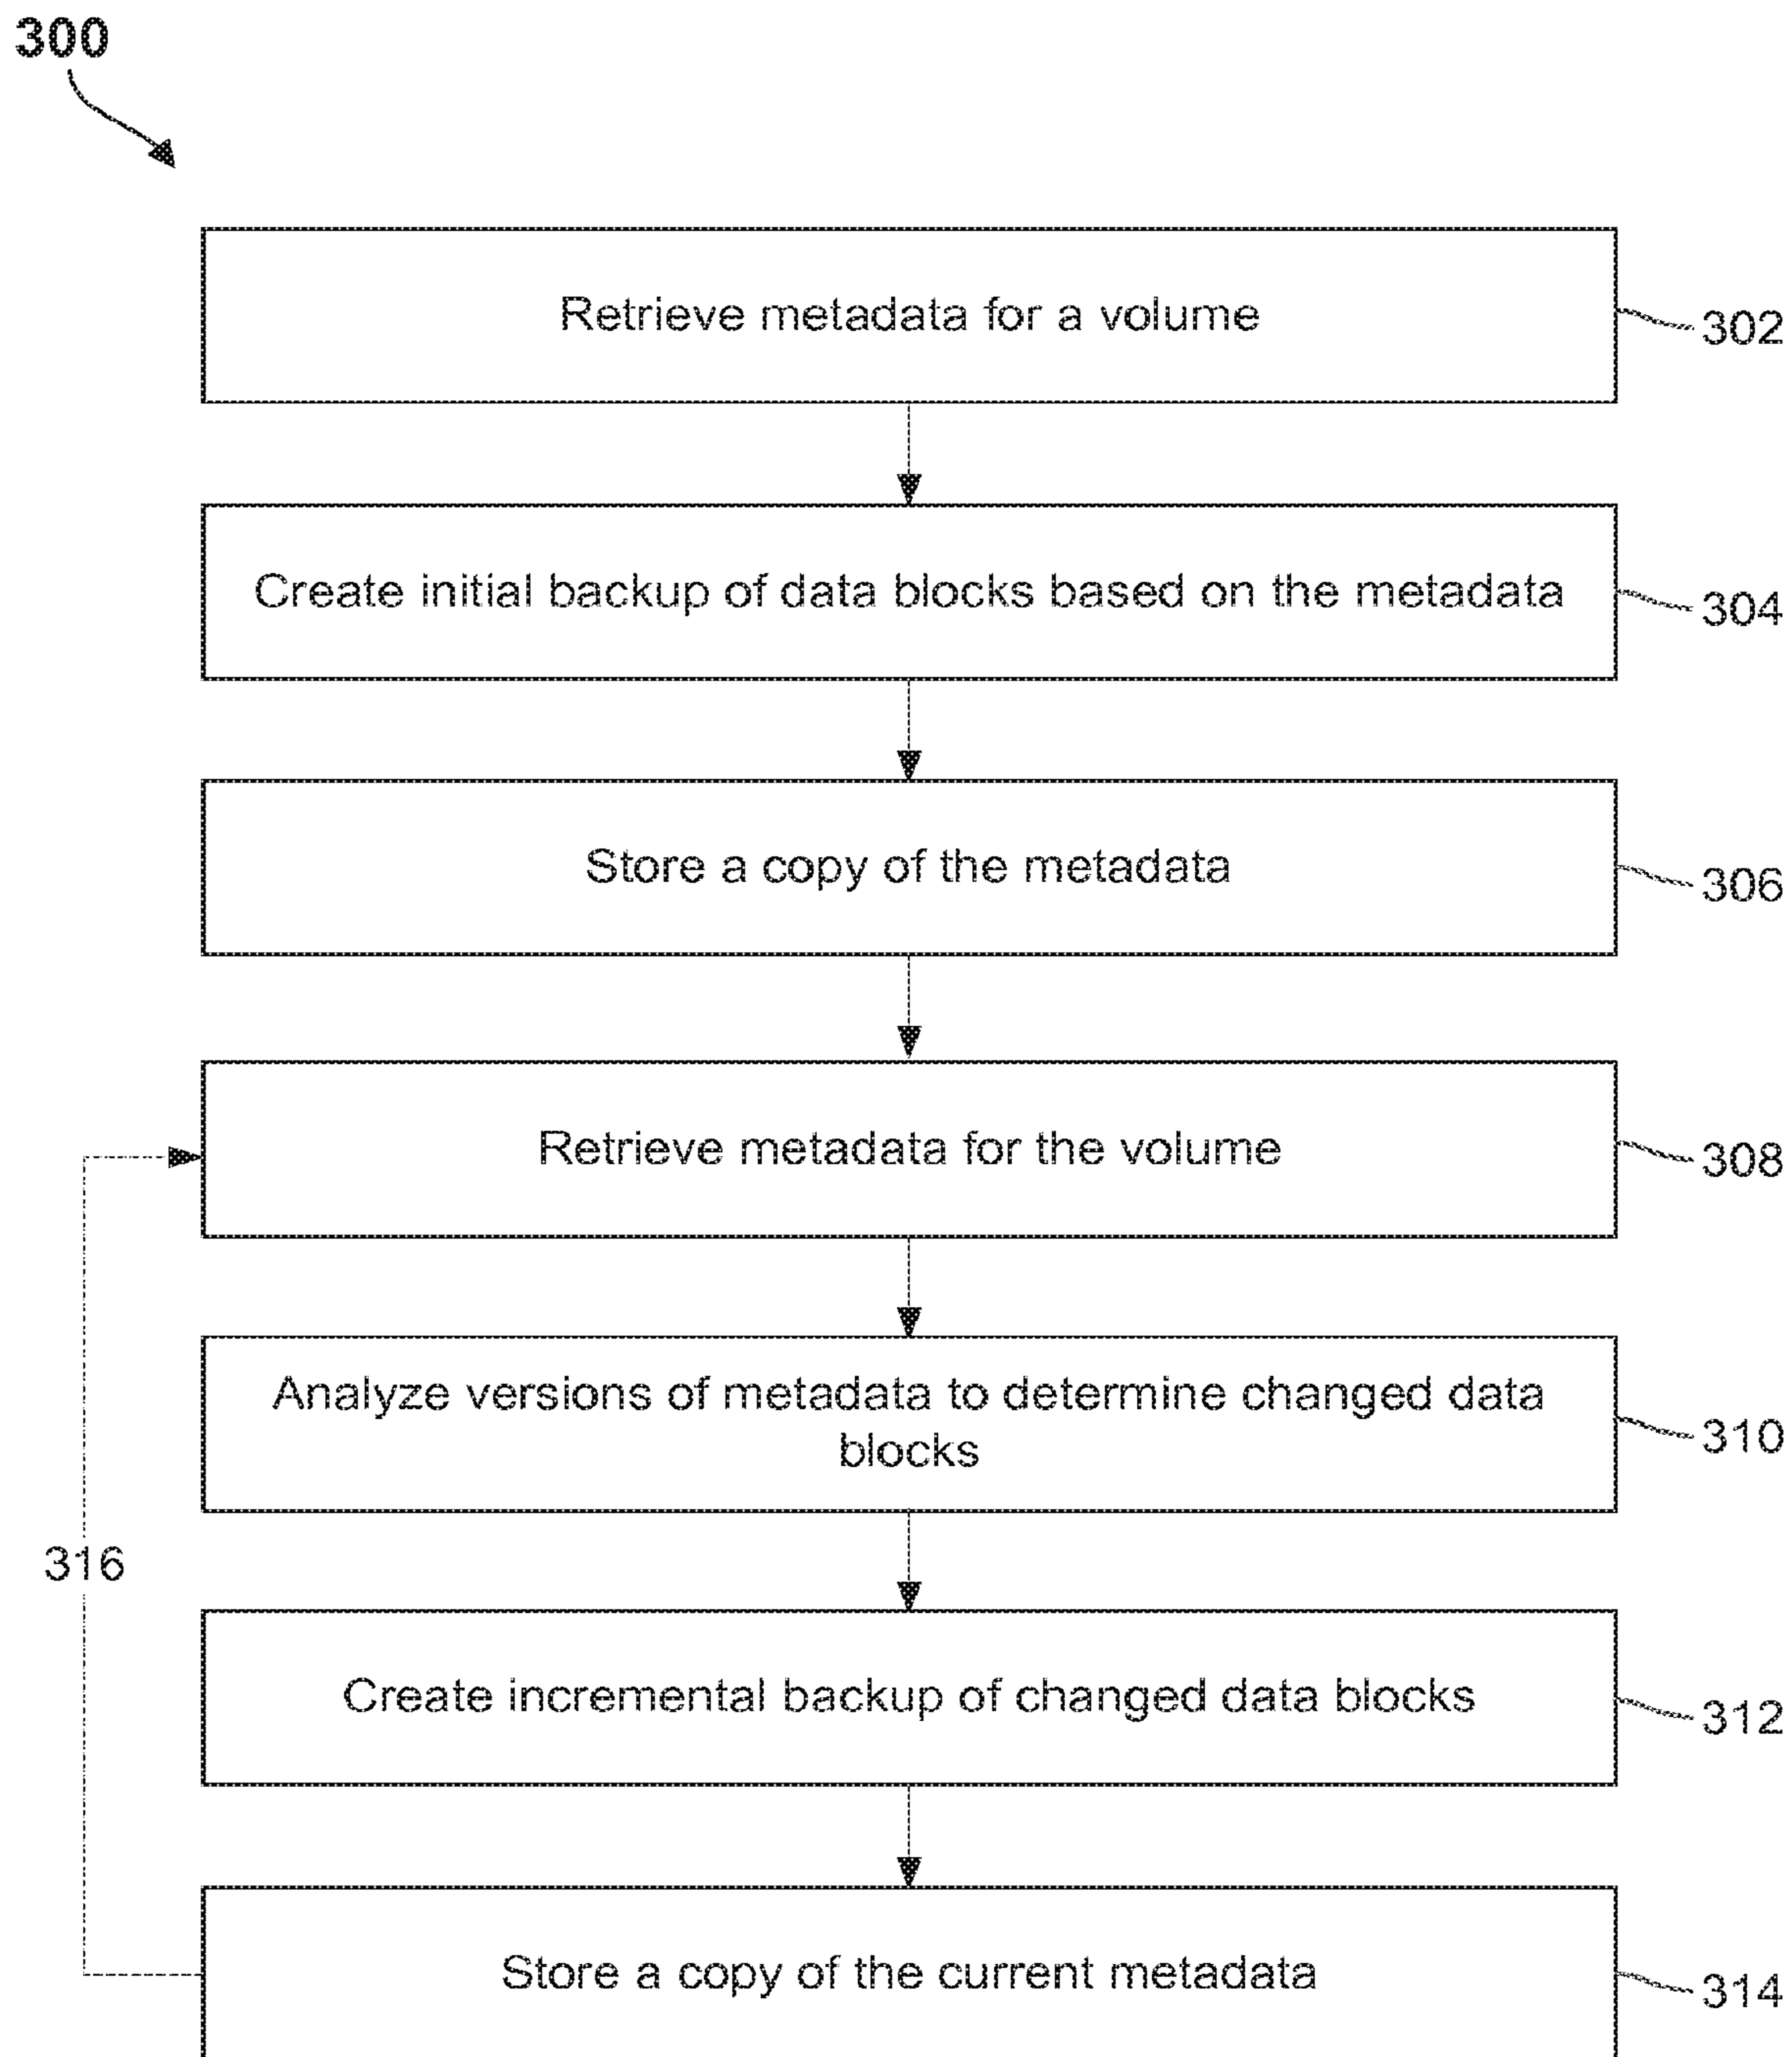 300
Retrieve metadata for a volume
302
Create initial backup of data blocks based on the metadata
304
Store a copy of the metadata
306
Retrieve metadata for the volume
308
Analyze versions of metadata to determine changed data
blocks
310
316
Create incremental backup of changed data blocks
312
Store a copy of the current metadata
314